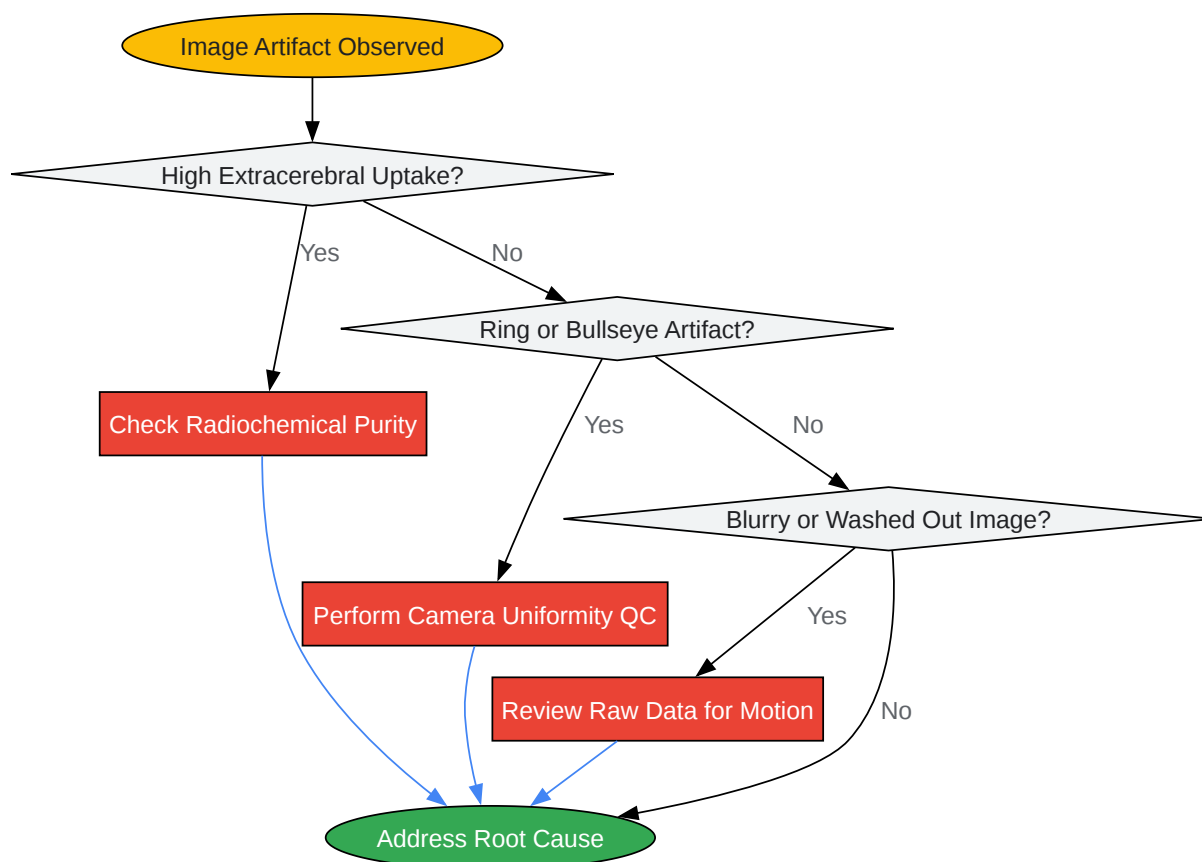 Image Artifact Observed
High Extracerebral Uptake?
Yes
No
Ring or Bullseye Artifact?
Check Radiochemical Purity
Yes
No
Blurry or Washed Out Image?
Perform Camera Uniformity QC
Yes
Review Raw Data for Motion
No
Address Root Cause